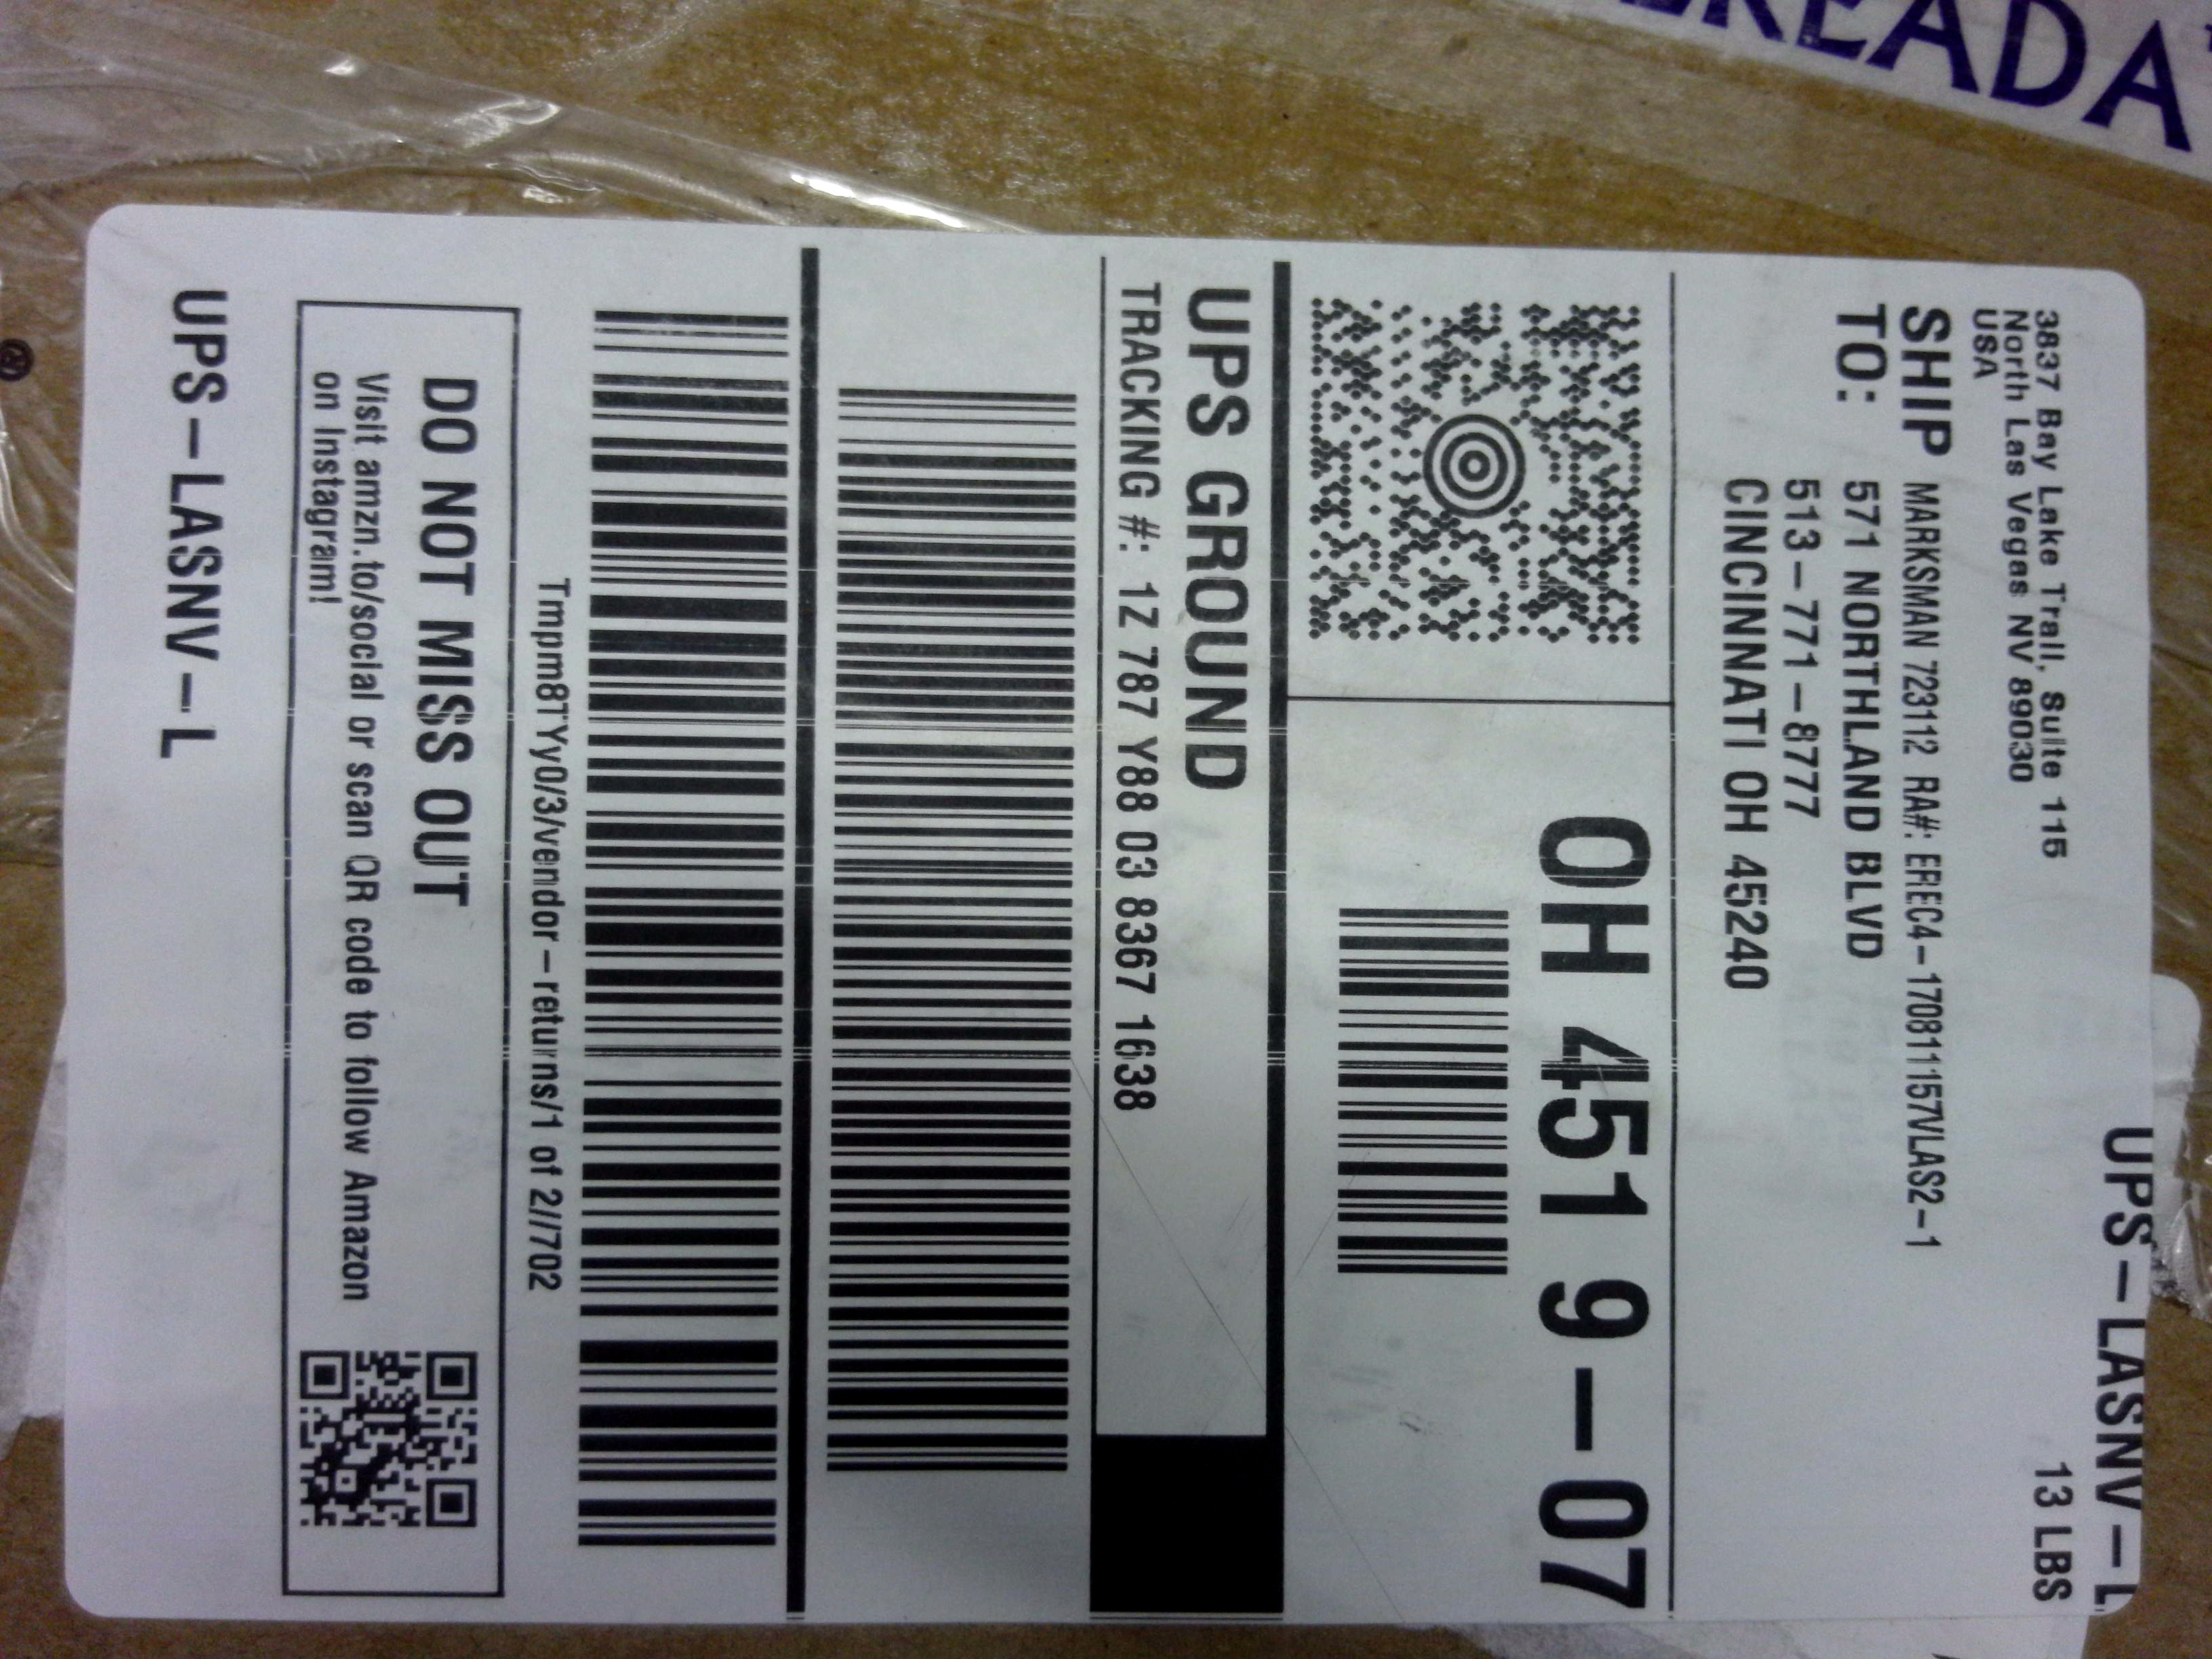 UPS-LASNV-L
13 LBS
3837 Bay Lake Trail, Suite 115
North Las Vegas NV 89030
USA
SHIP TO: MARKSMAN 723112 RA#: EREC4-170811157VLAS2-1
571 NORTHLAND BLVD
513-771-8777
CINCINNATI OH 45240
OH 451 9-07
UPS GROUND
TRACKING #: 1Z 787 Y88 03 8367 1638
Tmpm8TYy0/3/vendor-returns/1 of 2//702
DO NOT MISS OUT
Visit amzn.to/social or scan QR code to follow Amazon
on Instagram!
UPS-LASNV-L